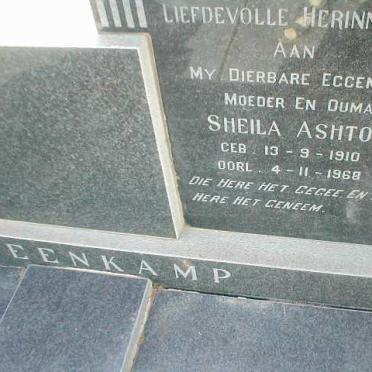 LIEFDEVOLLE HERINN
AAN
MY DIERBARE EGGEN
MOEDER EN OUMA
SHEILA ASHTO
GEB. 13-9-1910
OORL. 4-11-1968
DIE HERE HET GEGEE EN
HERE HET GENEEM.
EENKAMP